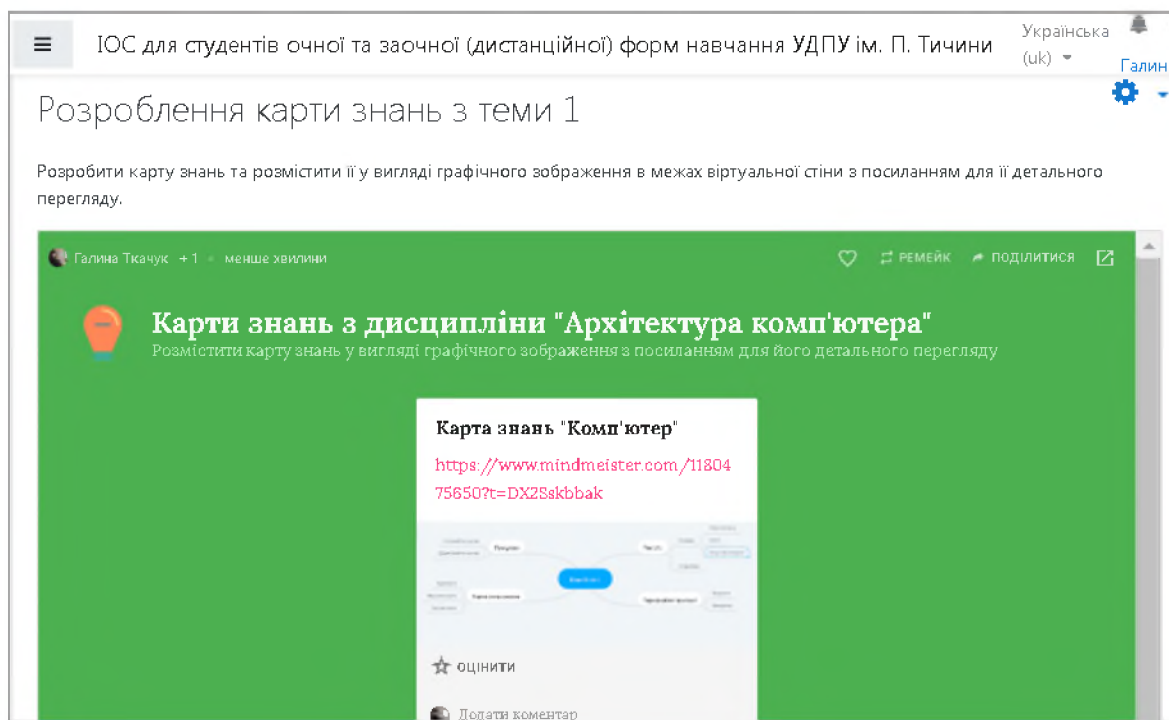 ІОС для студентів очної та заочної (дистанційної) форм навчання УДПУ ім. П. Тичини
Українська
(uk)
Галин
Розроблення карти знань з теми 1
Розробити карту знань та розмістити її у вигляді графічного зображення в межах віртуальної стіни з посиланням для її детального
перегляду.
Галина Ткачук +1 • менше хвилини
РЕМЕЙК
ПОДІЛИТИСЯ
Карти знань з дисципліни "Архітектура комп'ютера"
Розмістити карту знань у вигляді графічного зображення з посиланням для його детального перегляду
Карта знань "Комп'ютер"
https://www.mindmeister.com/11804
75650?t=DX2Sskbbak
ОЦІНИТИ
Додати коментар